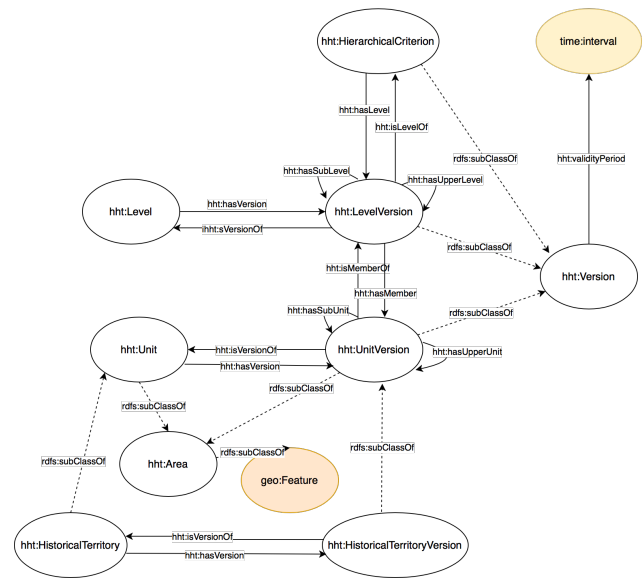 hht:HierarchicalCriterion
time:interval
hht:hasLevel
hht:isLevelOf
rdfs:subClassOf
hht:validityPeriod
hht:hasSubLevel
hht:hasUpperLevel
hht:Level
hht:hasVersion
hht:LevelVersion
ihht:sVersionOf
rdfs:subClassOf
hht:isMemberOf
hht:Version
hht:hasMember
hht:hasSubUnit
rdfs:subClassOf
hht:Unit
hht:isVersionOf
hht:UnitVersion
hht:hasUpperUnit
hht:hasVersion
rdfs:subClassOf
rdfs:subClassOf
rdfs:subClassOf
rdfs:subClassOf
hht:Area
rdfs:subClassOf
geo:Feature
hht:HistoricalTerritory
hht:isVersionOf
hht:HistoricalTerritoryVersion
hht:hasVersion